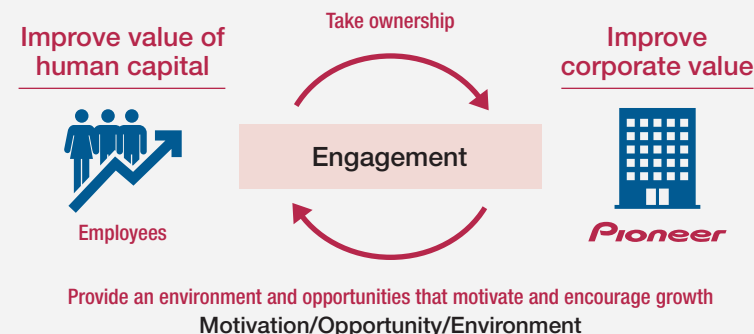 Take ownership
Improve value of
human capital
Improve
corporate value
Engagement
Employees
Pioneer
Provide an environment and opportunities that motivate and encourage growth
Motivation/Opportunity/Environment